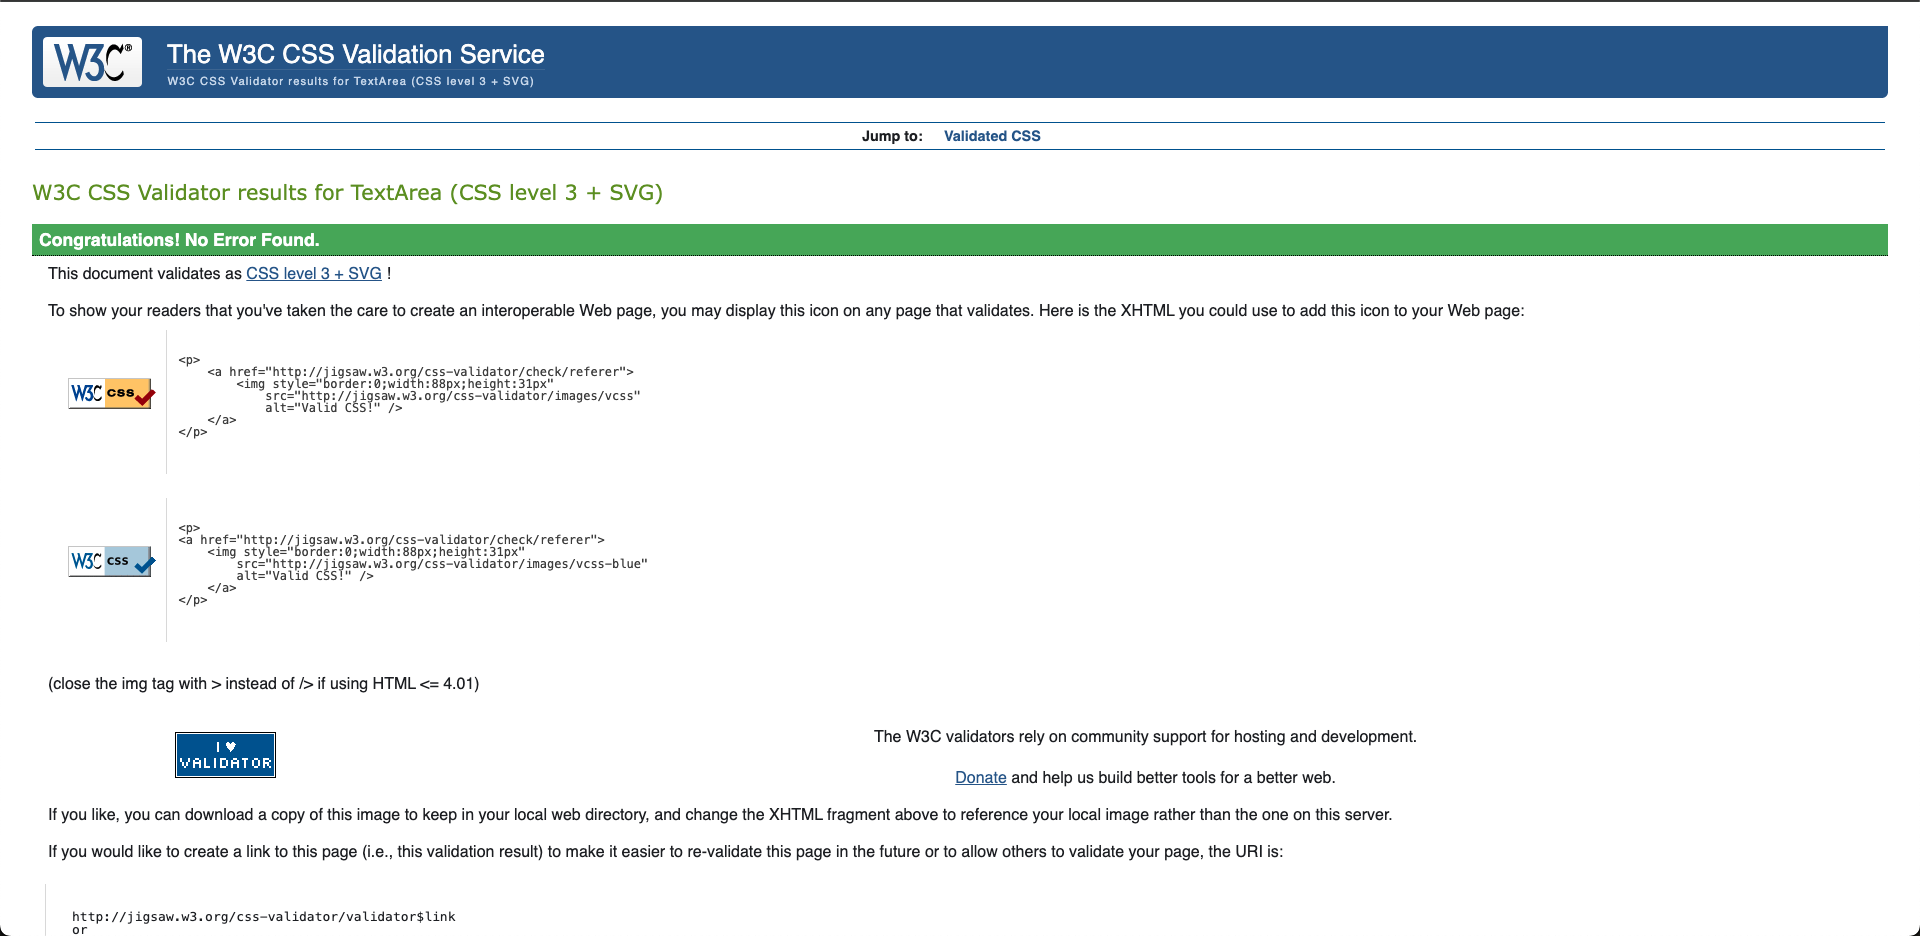 W3C®
The W3C CSS Validation Service
W3C CSS Validator results for TextArea (CSS level 3 + SVG)
Jump to: Validated CSS
W3C CSS Validator results for TextArea (CSS level 3 + SVG)
Congratulations! No Error Found.
This document validates as CSS level 3 + SVG !
To show your readers that you've taken the care to create an interoperable Web page, you may display this icon on any page that validates. Here is the XHTML you could use to add this icon to your Web page:
W3C CSS
<p>
    <a href="http://jigsaw.w3.org/css-validator/check/referer">
        <img style="border:0;width:88px;height:31px"
            src="http://jigsaw.w3.org/css-validator/images/vcss"
            alt="Valid CSS!" />
    </a>
</p>
W3C CSS
<p>
<a href="http://jigsaw.w3.org/css-validator/check/referer">
    <img style="border:0;width:88px;height:31px"
        src="http://jigsaw.w3.org/css-validator/images/vcss-blue"
        alt="Valid CSS!" />
    </a>
</p>
(close the img tag with > instead of /> if using HTML <= 4.01)
I ♥
VALIDATOR
The W3C validators rely on community support for hosting and development.
Donate and help us build better tools for a better web.
If you like, you can download a copy of this image to keep in your local web directory, and change the XHTML fragment above to reference your local image rather than the one on this server.
If you would like to create a link to this page (i.e., this validation result) to make it easier to re-validate this page in the future or to allow others to validate your page, the URI is:
http://jigsaw.w3.org/css-validator/validator$link
or